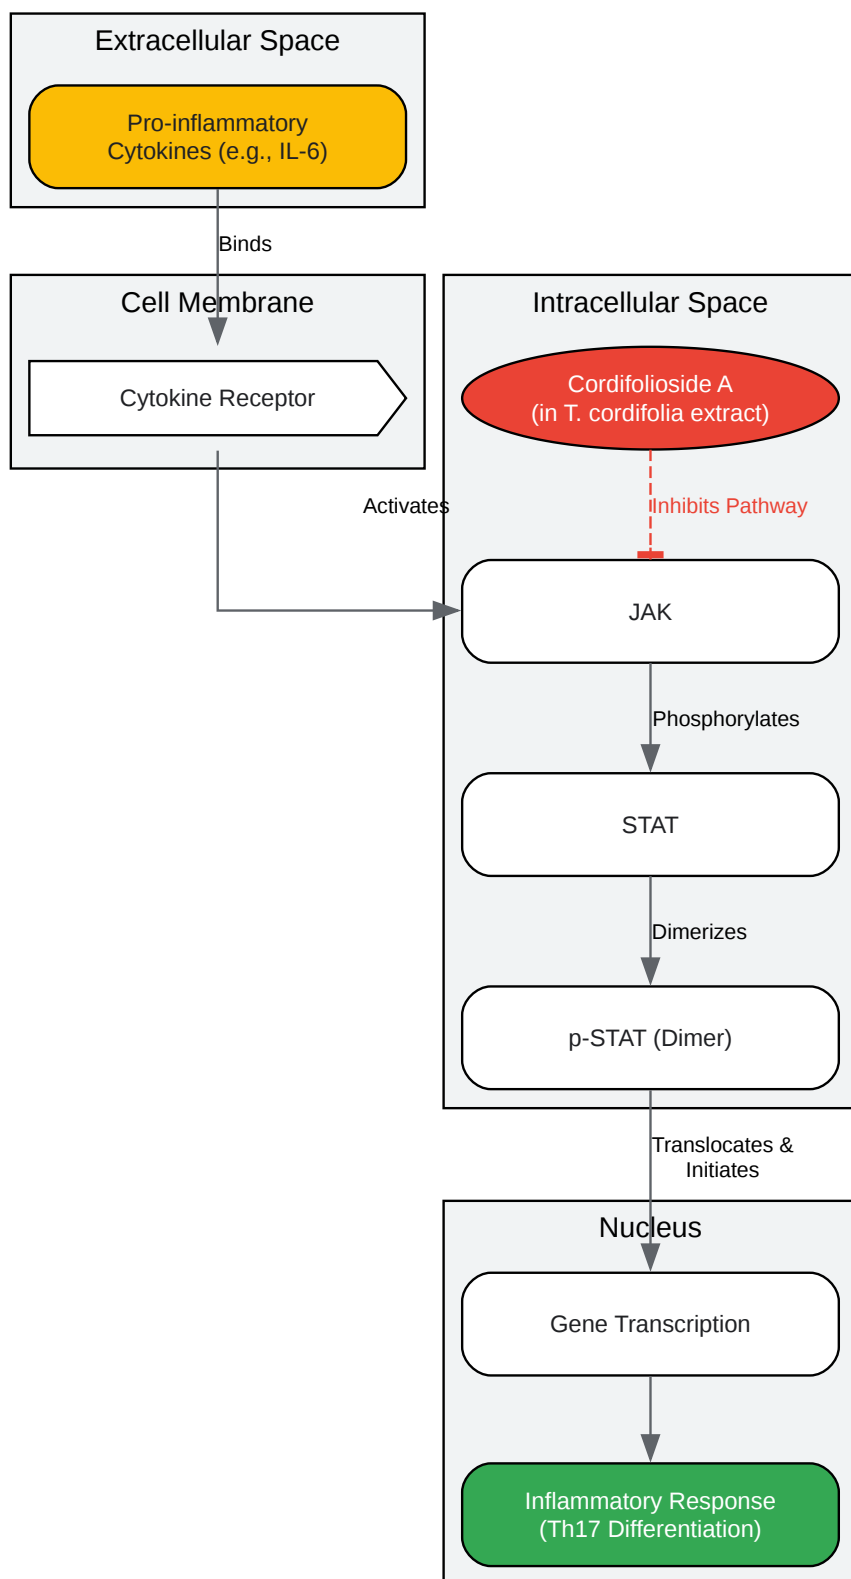 Extracellular Space
Pro-inflammatory
Cytokines (e.g., IL-6)
Binds
Cell Membrane
Cytokine Receptor
Activates
Intracellular Space
Cordifolioside A
(in T. cordifolia extract)
Inhibits Pathway
JAK
Phosphorylates
STAT
Dimerizes
p-STAT (Dimer)
Translocates &
Initiates
Nucleus
Gene Transcription
Inflammatory Response
(Th17 Differentiation)